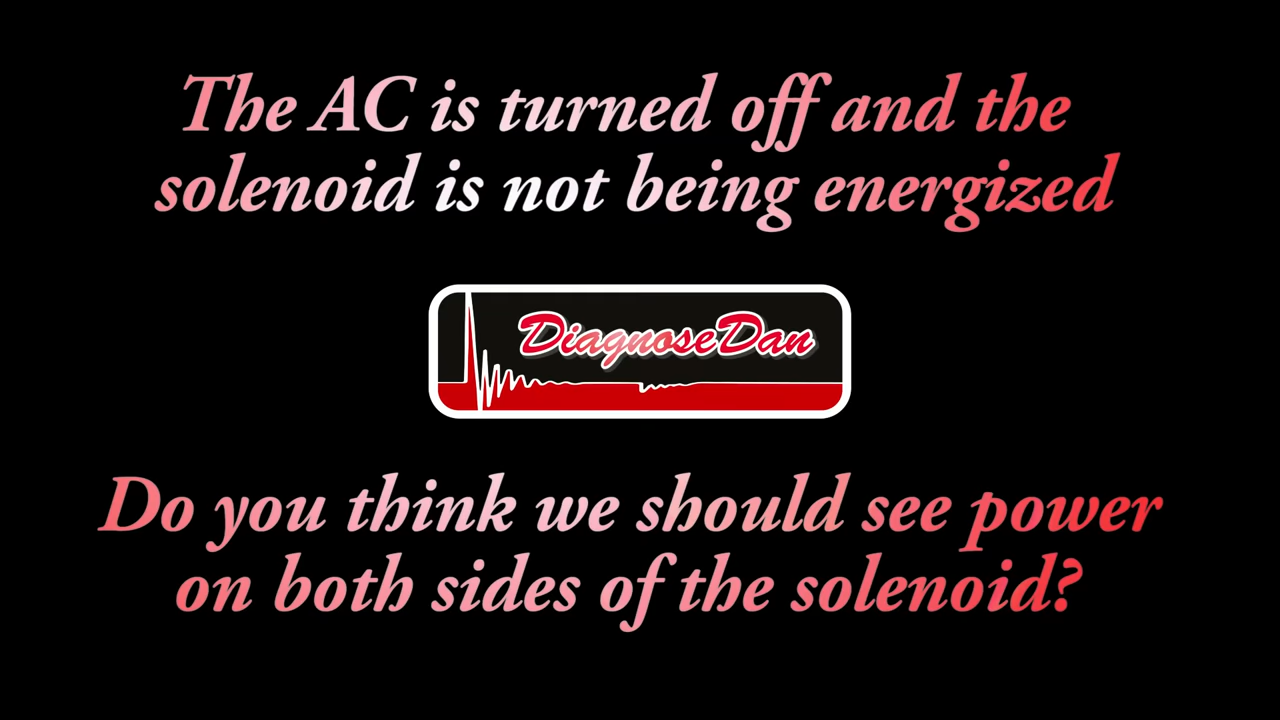 The AC is turned off and the
solenoid is not being energized
DiagnoseDan
Do you think we should see power
on both sides of the solenoid?